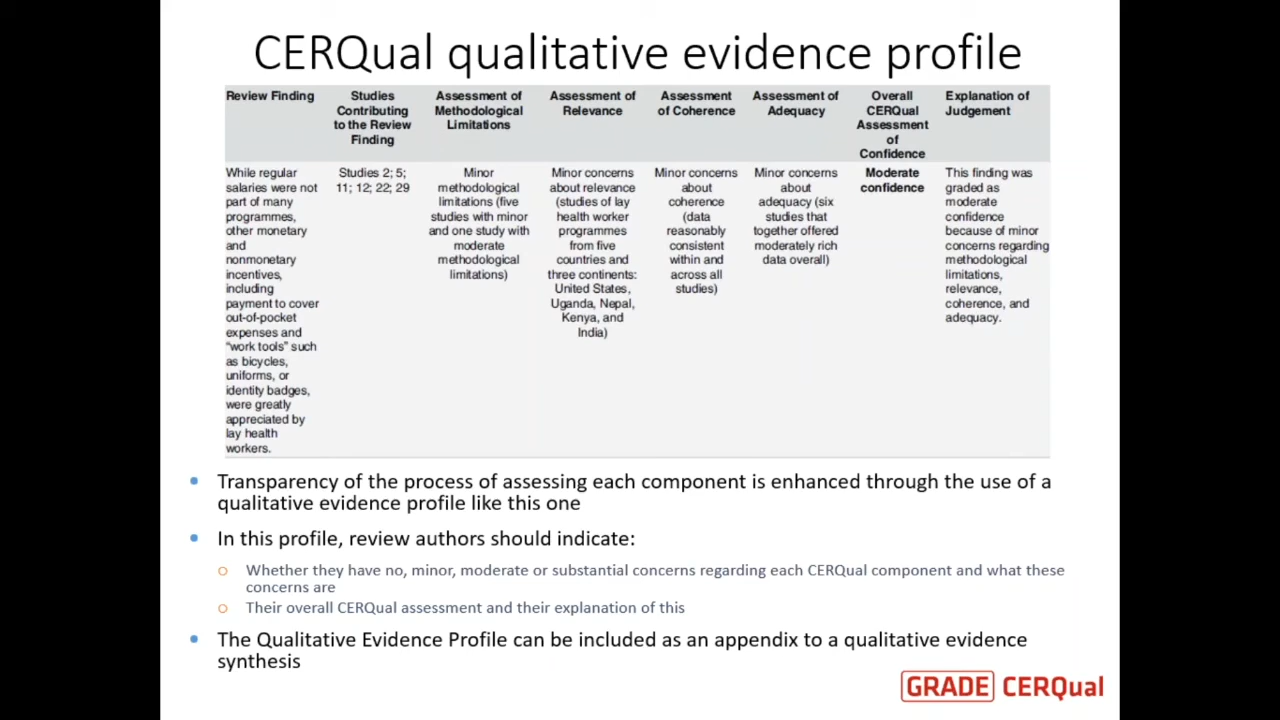 CERQual qualitative evidence profile
Review Finding
Studies
Contributing
to the Review
Finding
Assessment of
Methodological
Limitations
Assessment of
Relevance
Assessment
of Coherence
Assessment of
Adequacy
Overall
CERQual
Assessment
of
Confidence
Explanation of
Judgement
While regular
salaries were not
part of many
programmes,
other monetary
and
nonmonetary
incentives,
including
payment to cover
out-of-pocket
expenses and
“work tools” such
as bicycles,
uniforms, or
identity badges,
were greatly
appreciated by
lay health
workers.
Studies 2; 5;
11; 12; 22; 29
Minor
methodological
limitations (five
studies with minor
and one study with
moderate
methodological
limitations)
Minor concerns
about relevance
(studies of lay
health worker
programmes
from five
countries and
three continents:
United States,
Uganda, Nepal,
Kenya, and
India)
Minor concerns
about
coherence
(data
reasonably
consistent
within and
across all
studies)
Minor concerns
about
adequacy (six
studies that
together offered
moderately rich
data overall)
Moderate
confidence
This finding was
graded as
moderate
confidence
because of minor
concerns regarding
methodological
limitations,
relevance,
coherence, and
adequacy.
• Transparency of the process of assessing each component is enhanced through the use of a
qualitative evidence profile like this one
• In this profile, review authors should indicate:
○ Whether they have no, minor, moderate or substantial concerns regarding each CERQual component and what these
concerns are
○ Their overall CERQual assessment and their explanation of this
• The Qualitative Evidence Profile can be included as an appendix to a qualitative evidence
synthesis
GRADE CERQual